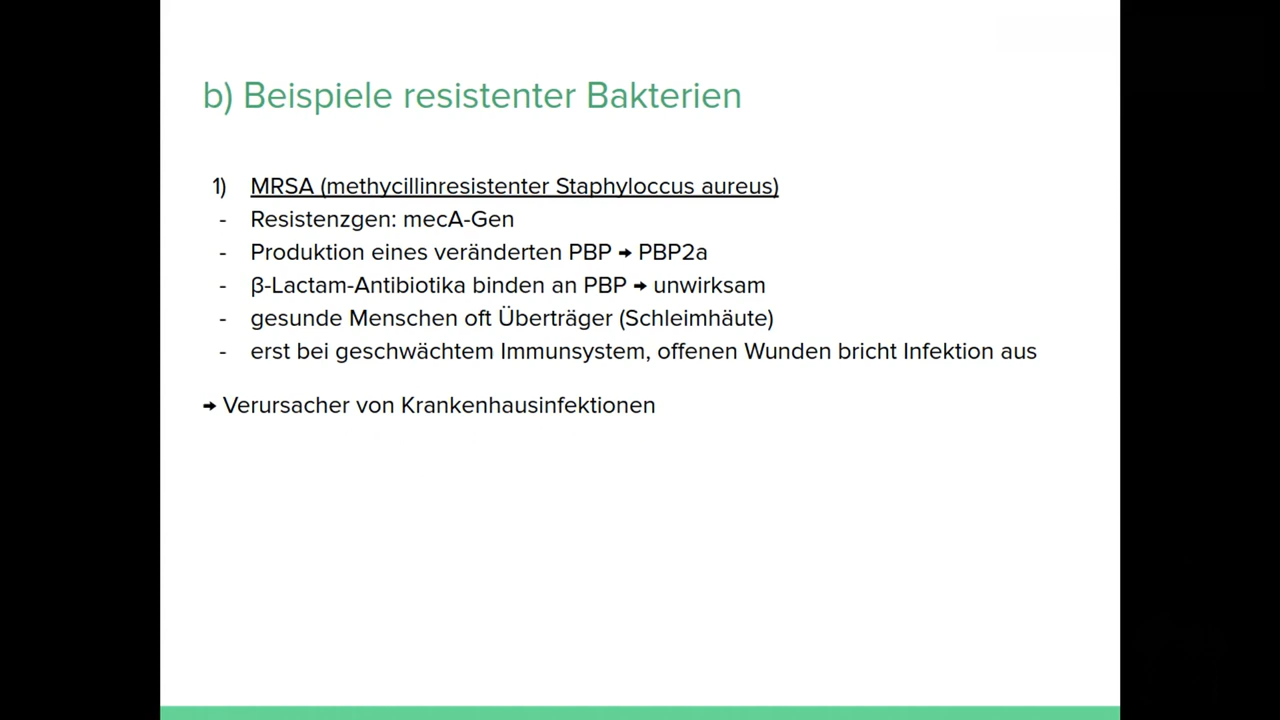 b) Beispiele resistenter Bakterien
1) MRSA (methycillinresistenter Staphyloccus aureus)
- Resistenzgen: mecA-Gen
- Produktion eines veränderten PBP → PBP2a
- β-Lactam-Antibiotika binden an PBP → unwirksam
- gesunde Menschen oft Überträger (Schleimhäute)
- erst bei geschwächtem Immunsystem, offenen Wunden bricht Infektion aus
→ Verursacher von Krankenhausinfektionen